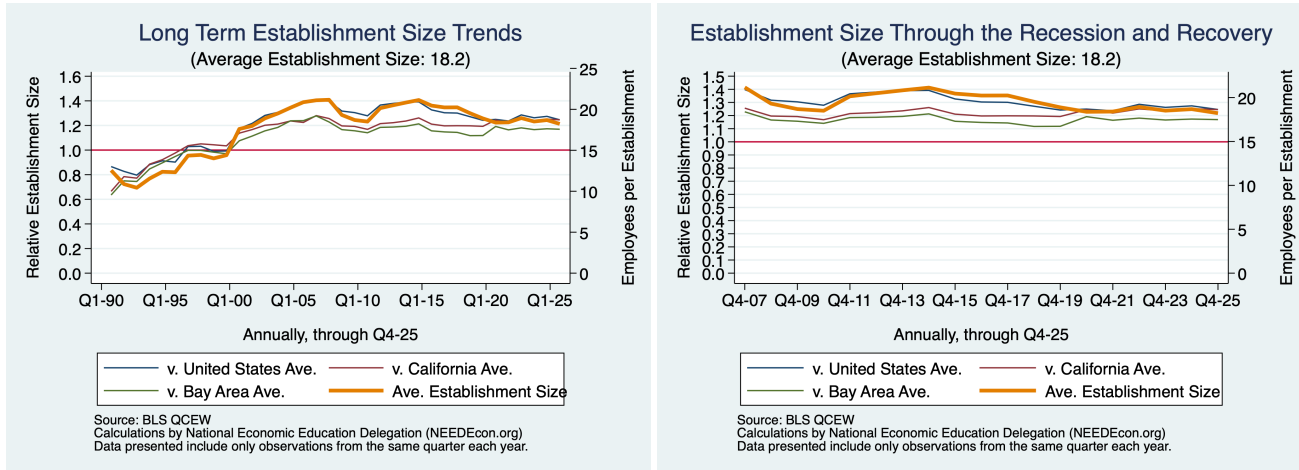 Long Term Establishment Size Trends
(Average Establishment Size: 18.2)
Relative Establishment Size
1.6
1.4
1.2
1.0
0.8
0.6
0.4
0.2
0.0
25
20
15
10
5
0
Employees per Establishment
Q1-90 Q1-95 Q1-00 Q1-05 Q1-10 Q1-15 Q1-20 Q1-25
Annually, through Q4-25
v. United States Ave. v. California Ave.
v. Bay Area Ave. Ave. Establishment Size
Source: BLS QCEW
Calculations by National Economic Education Delegation (NEEDEcon.org)
Data presented include only observations from the same quarter each year.
Establishment Size Through the Recession and Recovery
(Average Establishment Size: 18.2)
Relative Establishment Size
1.5
1.4
1.3
1.2
1.1
1.0
0.9
0.8
0.7
0.6
0.5
0.4
0.3
0.2
0.1
0.0
20
15
10
5
0
Employees per Establishment
Q4-07 Q4-09 Q4-11 Q4-13 Q4-15 Q4-17 Q4-19 Q4-21 Q4-23 Q4-25
Annually, through Q4-25
v. United States Ave. v. California Ave.
v. Bay Area Ave. Ave. Establishment Size
Source: BLS QCEW
Calculations by National Economic Education Delegation (NEEDEcon.org)
Data presented include only observations from the same quarter each year.